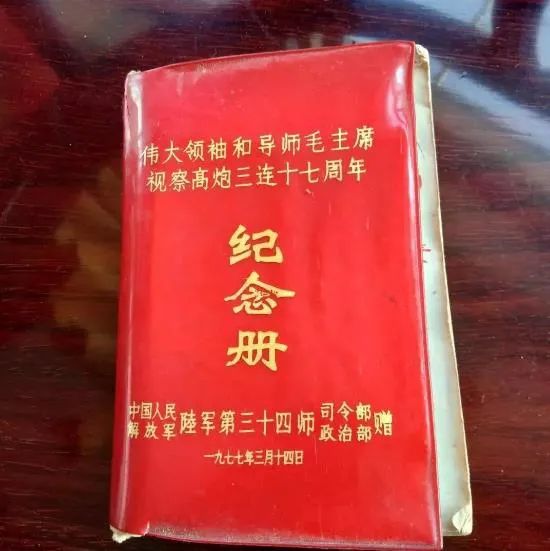 伟大领袖和导师毛主席
视察高炮三连十七周年
纪念册
中国人民解放军陸军第三十四师司令部政治部赠
一九七七年三月十四日